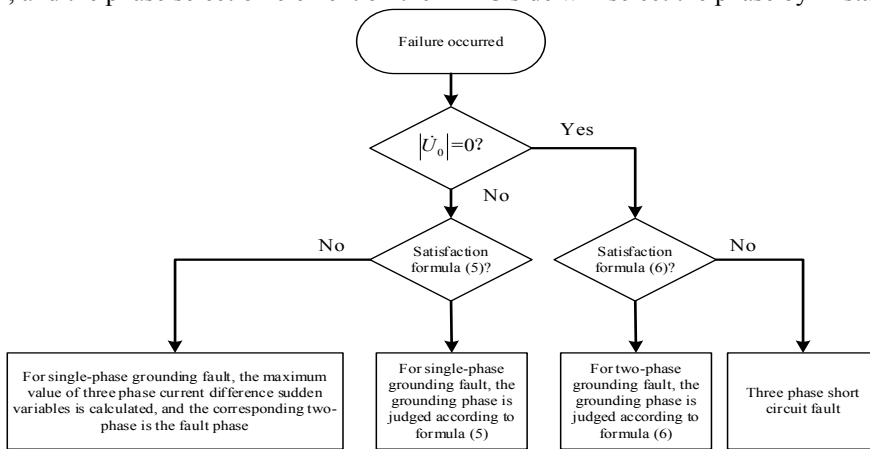 Failure occurred
|U̇₀|=0?
Yes
No
No
Satisfaction
formula (5)?
Satisfaction
formula (6)?
No
For single-phase grounding fault, the maximum
value of three phase current difference sudden
variables is calculated, and the corresponding two-
phase is the fault phase
For single-phase
grounding fault, the
grounding phase is
judged according to
formula (5)
For two-phase
grounding fault, the
grounding phase is
judged according to
formula (6)
Three phase short
circuit fault